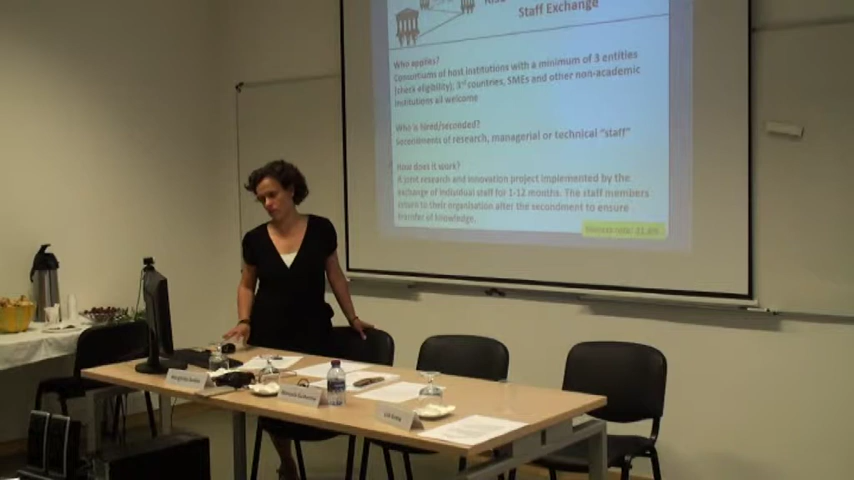 Staff Exchange
Who applies?
Consortiums of host institutions with a minimum of 3 entities
(check eligibility), 3rd countries, SMEs and other non-academic
institutions all welcome
Who is hired/seconded?
Secondments of research, managerial or technical "staff"
How does it work?
A joint research and innovation project implemented by the
exchange of individual staff for 1-12 months. The staff members
return to their organisation after the secondment to ensure
transfer of knowledge.
Success rate: